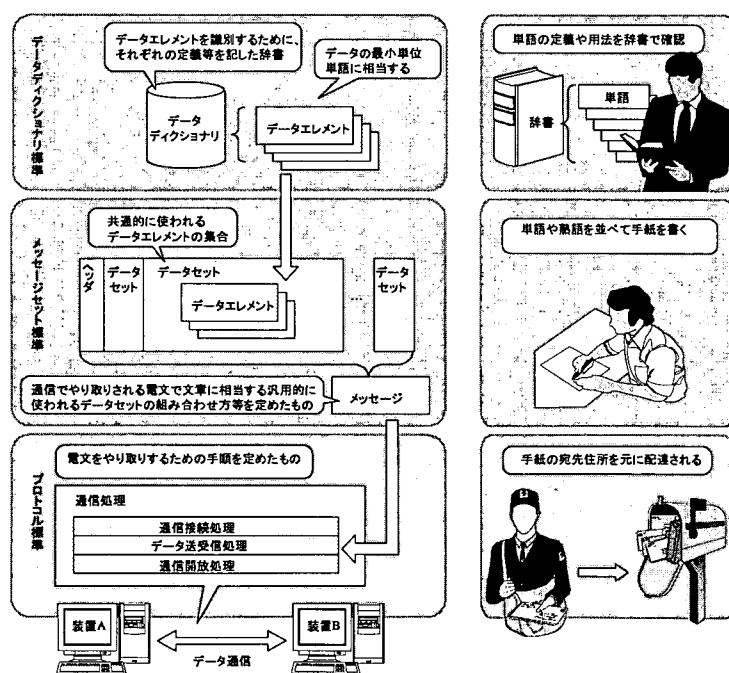 データディクショナリ標準
データエレメントを識別するために、
それぞれの定義等を記した辞書
データの最小単位
単語に相当する
データ
ディクショナリ
データエレメント
単語の定義や用法を辞書で確認
辞書
単語
メッセージセット標準
共通的に使われる
データエレメントの集合
ヘッダ
データ
セット
データセット
データエレメント
データ
セット
通信でやり取りされる電文で文章に相当する汎用的に
使われるデータセットの組み合わせ方等を定めたもの
メッセージ
単語や熟語を並べて手紙を書く
プロトコル標準
電文をやり取りするための手順を定めたもの
通信処理
通信接続処理
データ送受信処理
通信開放処理
装置A
装置B
データ通信
手紙の宛先住所を元に配達される